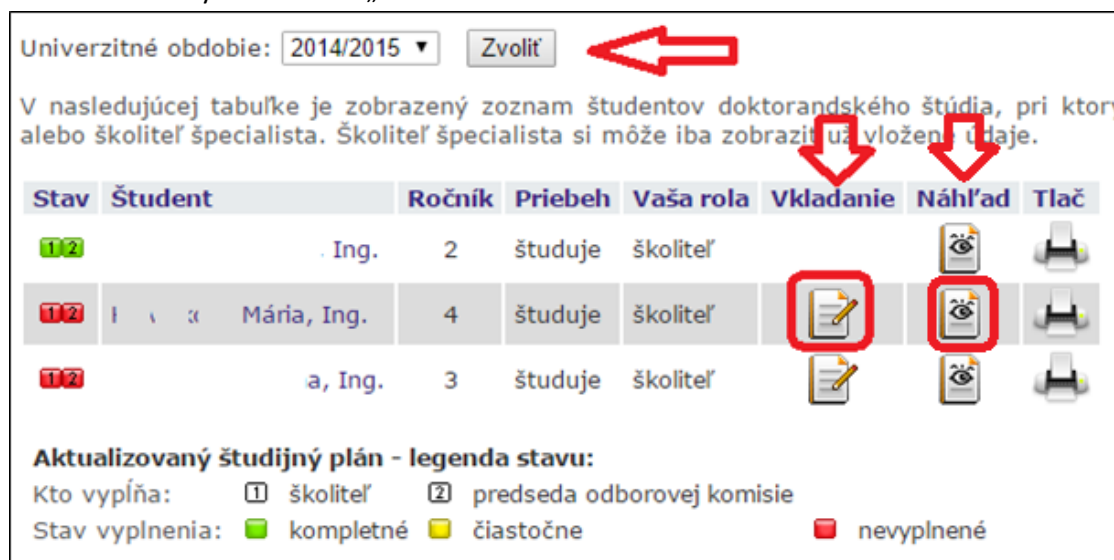 Univerzitné obdobie: 2014/2015 Zvoliť
V nasledujúcej tabuľke je zobrazený zoznam študentov doktorandského štúdia, pri
alebo školiteľ špecialista. Školiteľ špecialista si môže iba zobraziť už vložené údaje.
Stav Študent Ročník Priebeh Vaša rola Vkladanie Náhľad Tlač
1 2 Ing. 2 študuje školiteľ
1 2 Mária, Ing. 4 študuje školiteľ
1 2 a, Ing. 3 študuje školiteľ
Aktualizovaný študijný plán - legenda stavu:
Kto vypĺňa: 1 školiteľ 2 predseda odborovej komisie
Stav vyplnenia: kompletné čiastočne nevyplnené